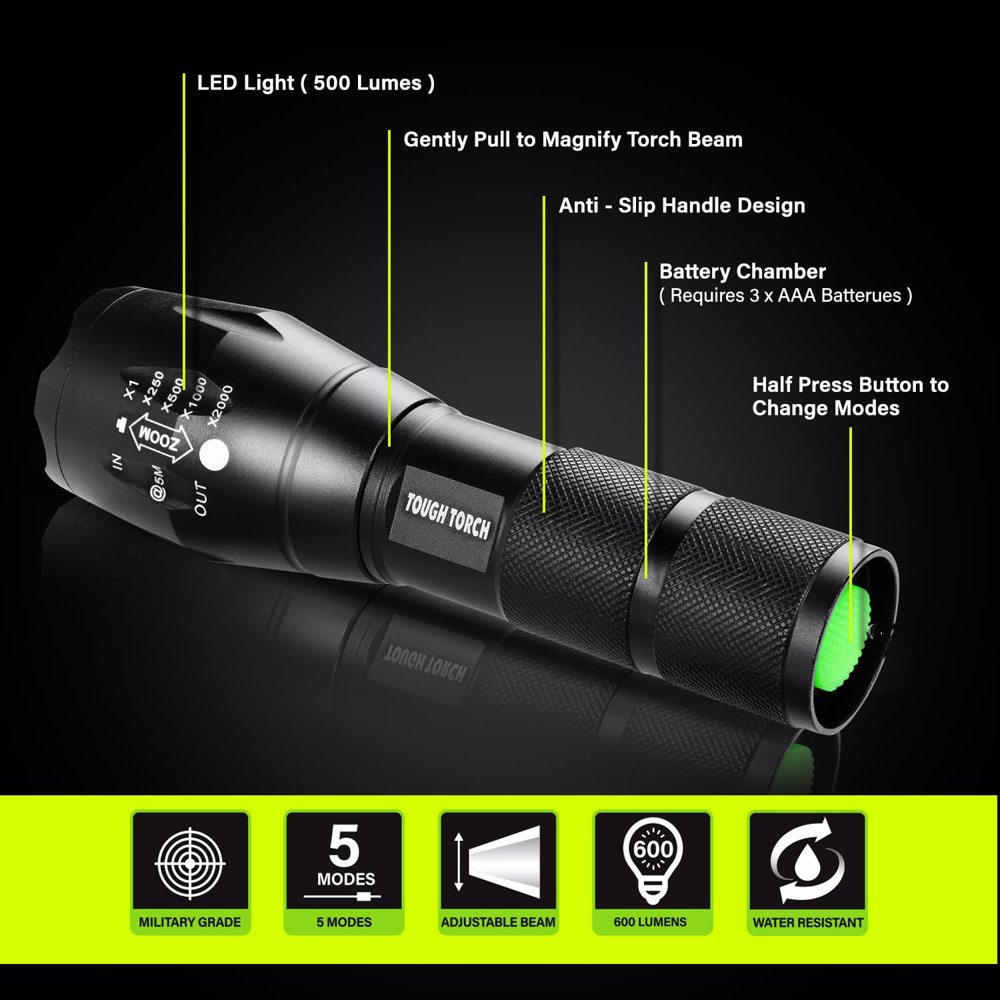 LED Light ( 500 Lumes )
Gently Pull to Magnify Torch Beam
Anti - Slip Handle Design
Battery Chamber
( Requires 3 x AAA Batterues )
Half Press Button to
Change Modes
X1
X250
X500
X1000
X2000
ZOOM
IN
@5M
OUT
TOUGH TORCH
TOUGH TORCH
5
MODES
600
MILITARY GRADE
5 MODES
ADJUSTABLE BEAM
600 LUMENS
WATER RESISTANT